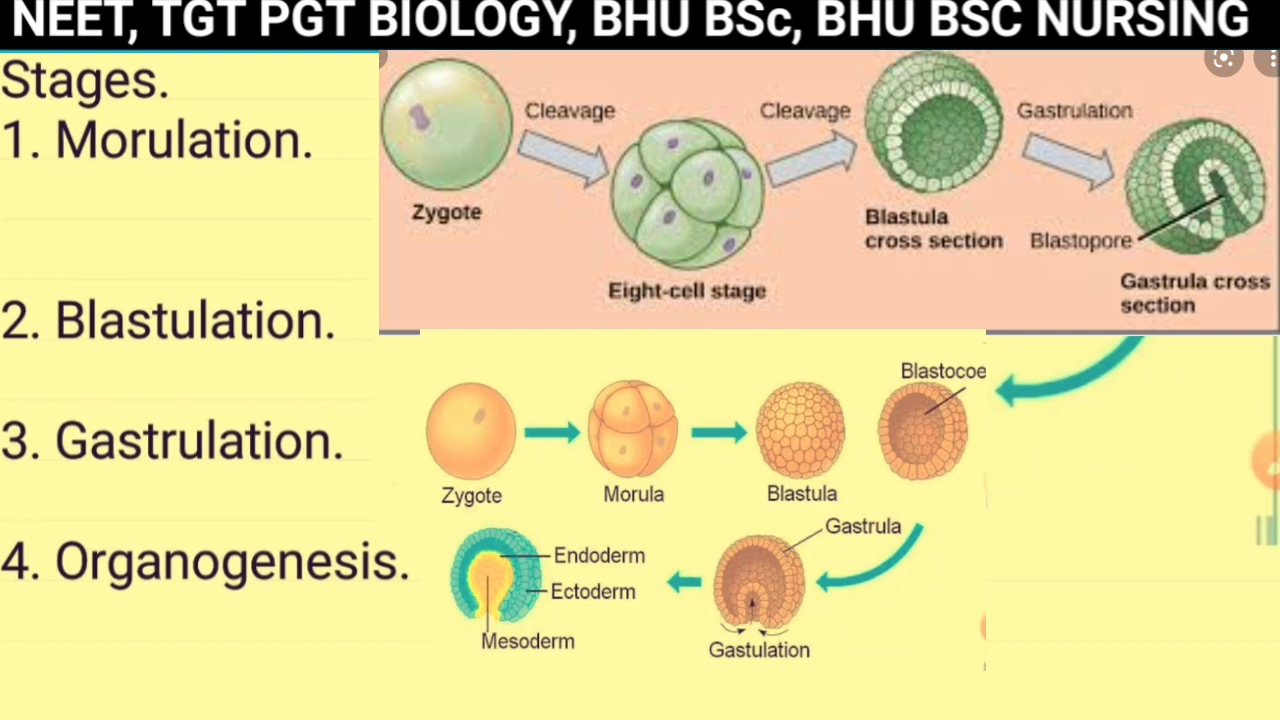 NEET, TGT PGT BIOLOGY, BHU BSc, BHU BSC NURSING
Stages.
1. Morulation.
2. Blastulation.
3. Gastrulation.
4. Organogenesis.
Cleavage
Cleavage
Gastrulation
Zygote
Eight-cell stage
Blastula
cross section
Blastopore
Gastrula cross
section
Blastocoe
Zygote
Morula
Blastula
Gastrula
Endoderm
Ectoderm
Mesoderm
Gastulation